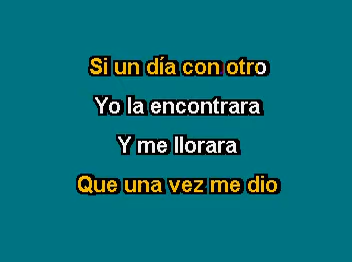 Si un día con otro
Yo la encontrara
Y me llorara
Que una vez me dio